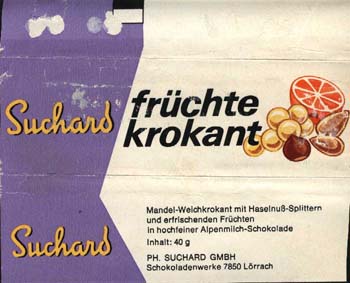 Suchard
früchte
krokant
Suchard
Mandel-Weichkrokant mit Haselnuß-Splittern
und erfrischenden Früchten
in hochfeiner Alpenmilch-Schokolade
Inhalt: 40 g
PH. SUCHARD GMBH
Schokoladenwerke 7850 Lörrach